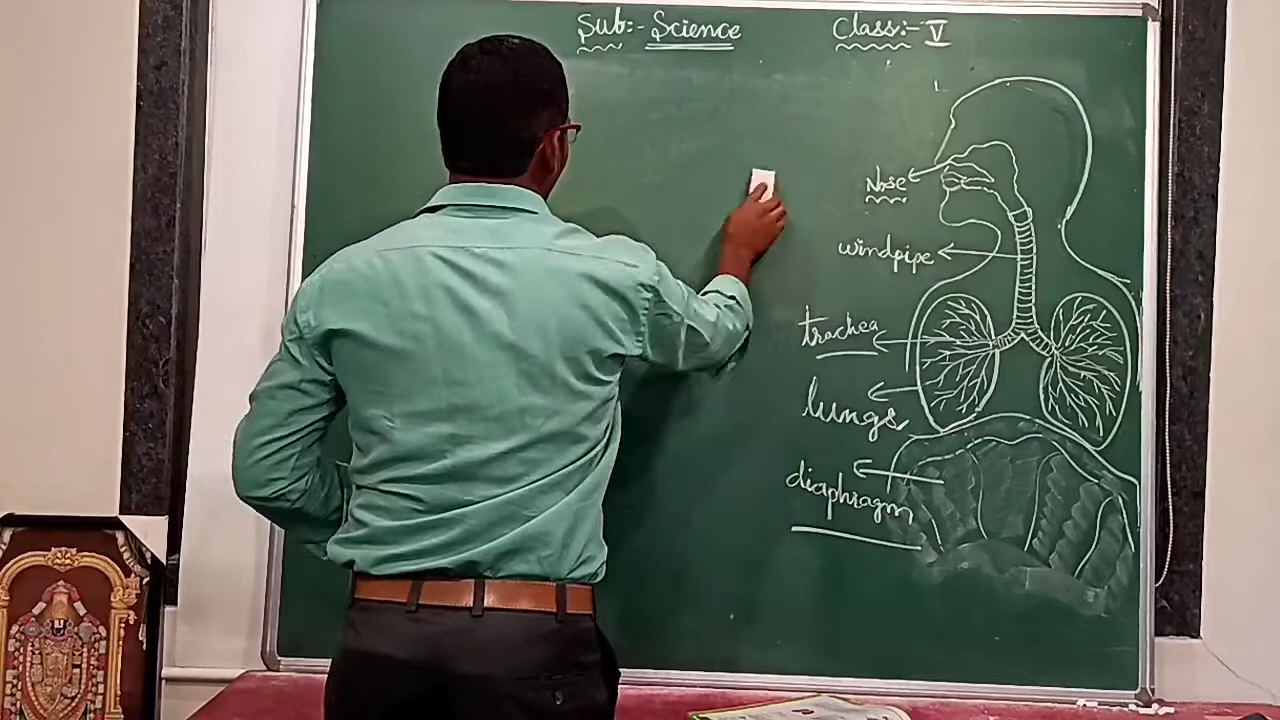 Sub:- Science
Class:- V
Nose
windpipe
trachea
lungs
diaphragm